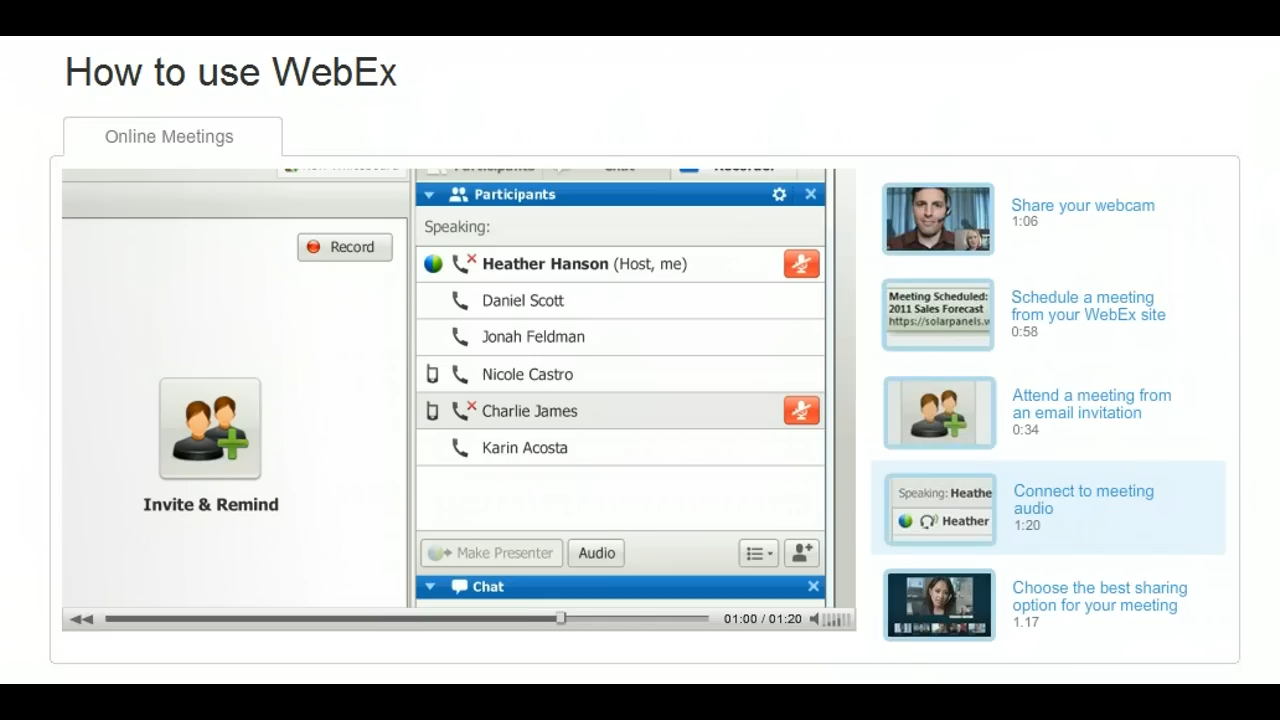 How to use WebEx
Online Meetings
Participants
Recorder
Participants
Speaking:
Record
Heather Hanson (Host, me)
Daniel Scott
Jonah Feldman
Nicole Castro
Charlie James
Karin Acosta
Invite & Remind
Make Presenter
Audio
Chat
01:00 / 01:20
Share your webcam
1:06
Meeting Scheduled:
2011 Sales Forecast
https://solarpanels.w
Schedule a meeting
from your WebEx site
0:58
Attend a meeting from
an email invitation
0:34
Speaking: Heathe
Heather
Connect to meeting
audio
1:20
Choose the best sharing
option for your meeting
1.17